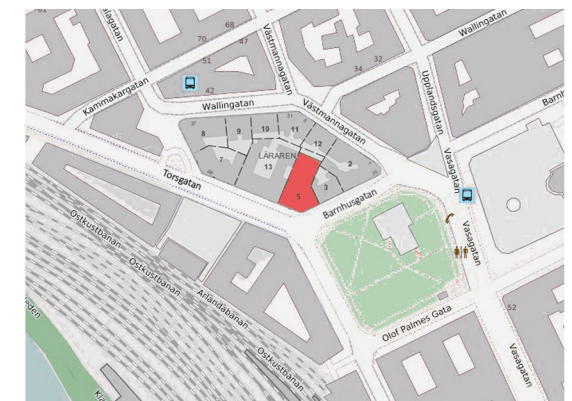 68
70
47
51
42
Västmannagatan
Wallingatan
32
34
Kammakargatan
Wallingatan
Västmannagatan
Upplandsgatan
Barnh
8
9
10
11
12
7
LÄRAREN
13
2
3
5
Torsgatan
Barnhusgatan
Vasagatan
Vasagatan
Ostkustbanan
Ostkustbanan
Arlandabanan
Ostkustbanan
Olof Palmes Gata
52
Vasagatan